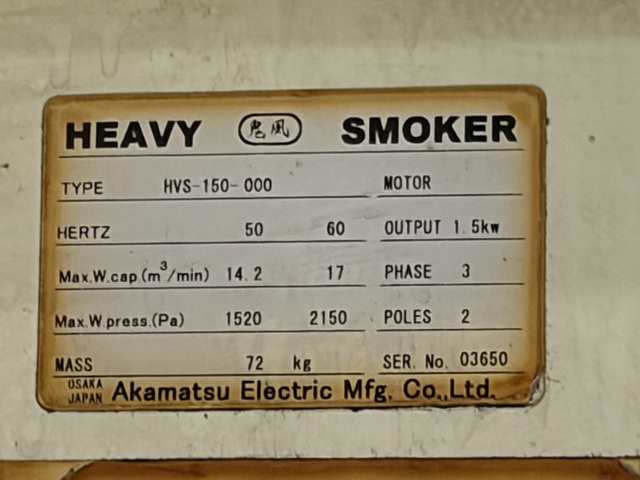 HEAVY SMOKER
TYPE HVS-150-000 MOTOR
HERTZ 50 60 OUTPUT 1.5kw
Max.W.cap(m³/min) 14.2 17 PHASE 3
Max.W.press.(Pa) 1520 2150 POLES 2
MASS 72 kg SER. No. 03650
OSAKA JAPAN Akamatsu Electric Mfg. Co.,Ltd.